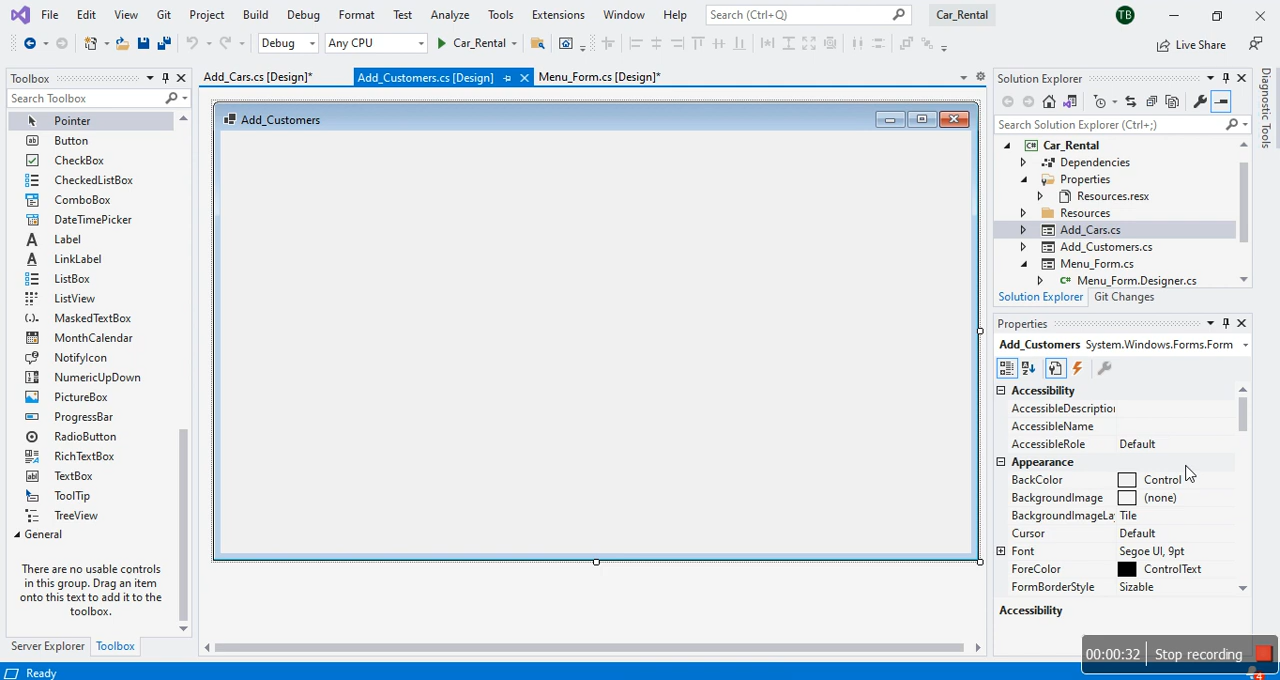 File Edit View Git Project Build Debug Format Test Analyze Tools Extensions Window Help Search (Ctrl+Q) Car_Rental TB
Debug Any CPU Car_Rental Live Share
Toolbox
Search Toolbox
Pointer
Button
CheckBox
CheckedListBox
ComboBox
DateTimePicker
Label
LinkLabel
ListBox
ListView
MaskedTextBox
MonthCalendar
NotifyIcon
NumericUpDown
PictureBox
ProgressBar
RadioButton
RichTextBox
TextBox
ToolTip
TreeView
General
There are no usable controls
in this group. Drag an item
onto this text to add it to the
toolbox.
Server Explorer Toolbox
Add_Cars.cs [Design]* Add_Customers.cs [Design] Menu_Form.cs [Design]*
Add_Customers
Solution Explorer
Search Solution Explorer (Ctrl+;)
C# Car_Rental
Dependencies
Properties
Resources.resx
Resources
Add_Cars.cs
Add_Customers.cs
Menu_Form.cs
C# Menu_Form.Designer.cs
Solution Explorer Git Changes
Properties
Add_Customers System.Windows.Forms.Form
Accessibility
AccessibleDescription
AccessibleName
AccessibleRole Default
Appearance
BackColor Control
BackgroundImage (none)
BackgroundImageLa Tile
Cursor Default
Font Segoe UI, 9pt
ForeColor ControlText
FormBorderStyle Sizable
Accessibility
Diagnostic Tools
00:00:32 Stop recording
Ready 4